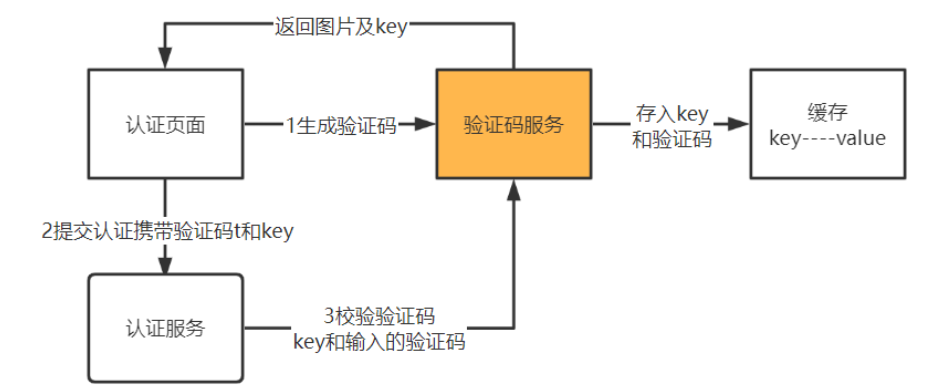 返回图片及key
认证页面
1生成验证码
验证码服务
存入key
和验证码
缓存
key----value
2提交认证携带验证码t和key
认证服务
3校验验证码
key和输入的验证码